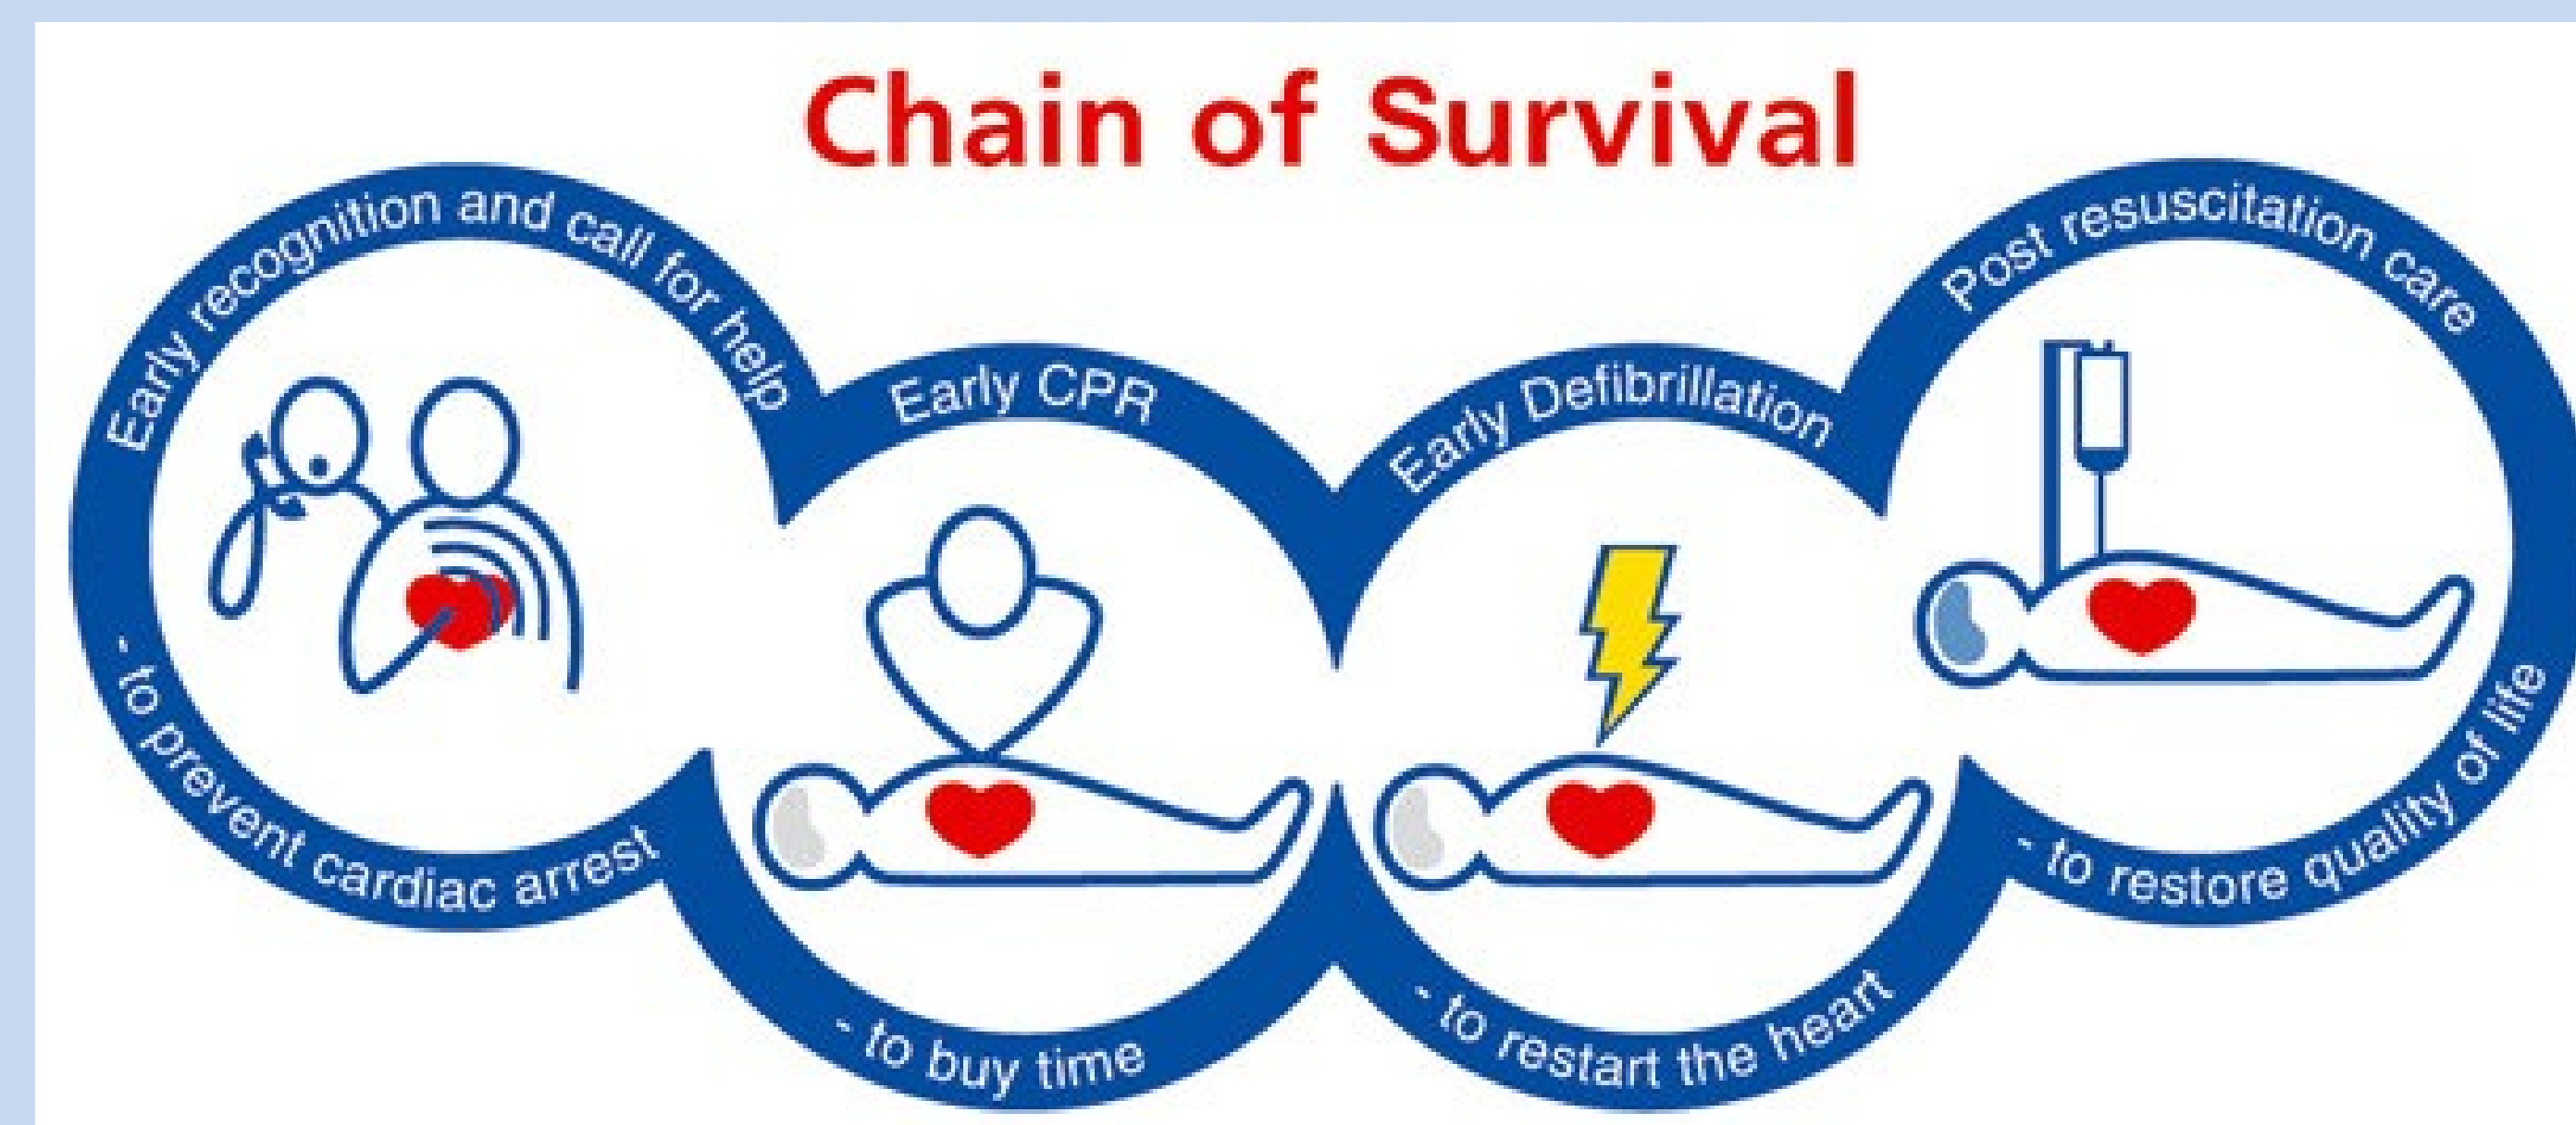 Chain of Survival
Early recognition and call for help
- to prevent cardiac arrest
Early CPR
- to buy time
Early Defibrillation
- to restart the heart
Post resuscitation care
- to restore quality of life